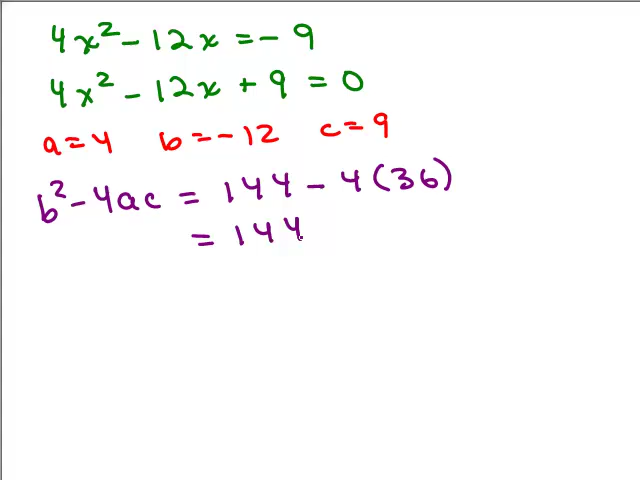 4x² - 12x = - 9
4x² - 12x + 9 = 0
a = 4 b = - 12 c = 9
b² - 4ac = 144 - 4(36)
= 144